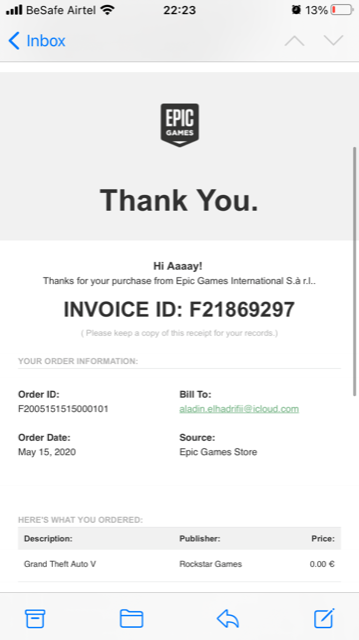 BeSafe Airtel 22:23 13%
Inbox
EPIC
GAMES
Thank You.
Hi Aaaay!
Thanks for your purchase from Epic Games International S.à r.l..
INVOICE ID: F21869297
( Please keep a copy of this receipt for your records.)
YOUR ORDER INFORMATION:
Order ID: Bill To:
F2005151515000101 aladin.elhadrifii@icloud.com
Order Date: Source:
May 15, 2020 Epic Games Store
HERE'S WHAT YOU ORDERED:
Description: Publisher: Price:
Grand Theft Auto V Rockstar Games 0.00 €